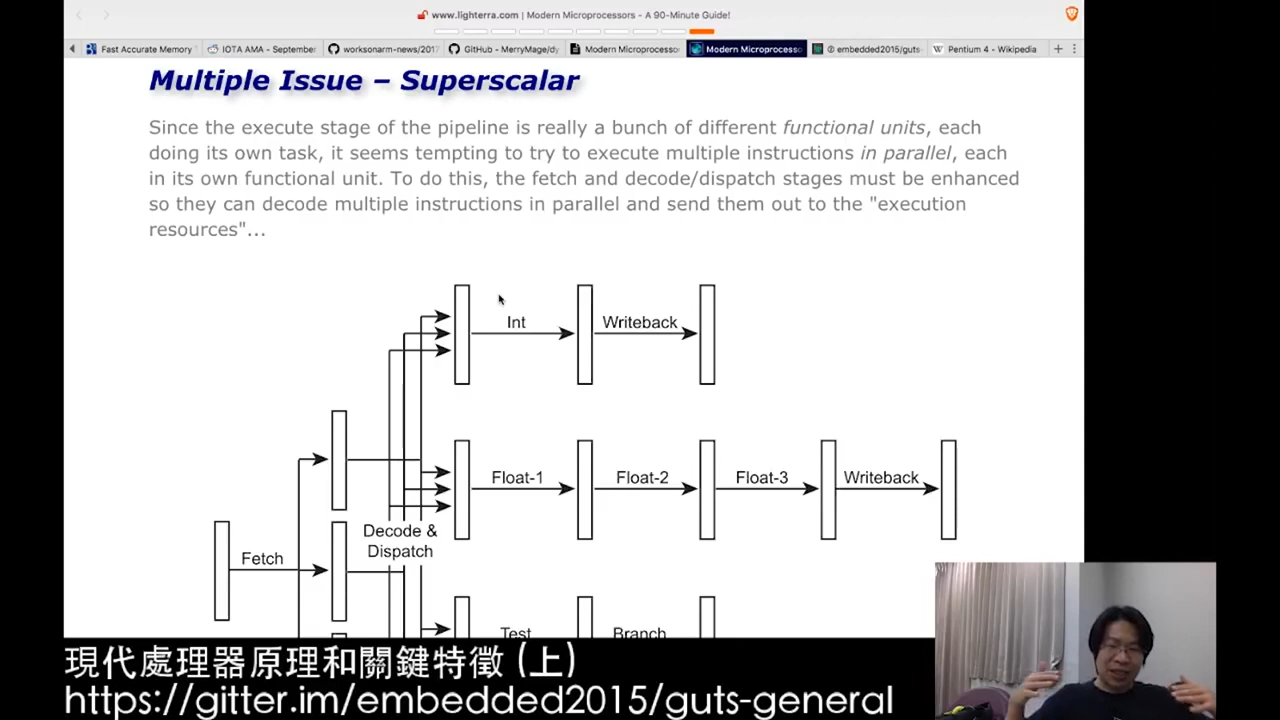 www.lighterra.com | Modern Microprocessors - A 90-Minute Guide!
Fast Accurate Memory
IOTA AMA - September
worksonarm-news/2017
GitHub - MerryMage/dy
Modern Microprocessor
Modern Microprocesso
embedded2015/guts-
Pentium 4 - Wikipedia
Multiple Issue – Superscalar
Since the execute stage of the pipeline is really a bunch of different functional units, each
doing its own task, it seems tempting to try to execute multiple instructions in parallel, each
in its own functional unit. To do this, the fetch and decode/dispatch stages must be enhanced
so they can decode multiple instructions in parallel and send them out to the "execution
resources"...
Int
Writeback
Float-1
Float-2
Float-3
Writeback
Decode &
Dispatch
Fetch
Test
Branch
現代處理器原理和關鍵特徵 (上)
https://gitter.im/embedded2015/guts-general